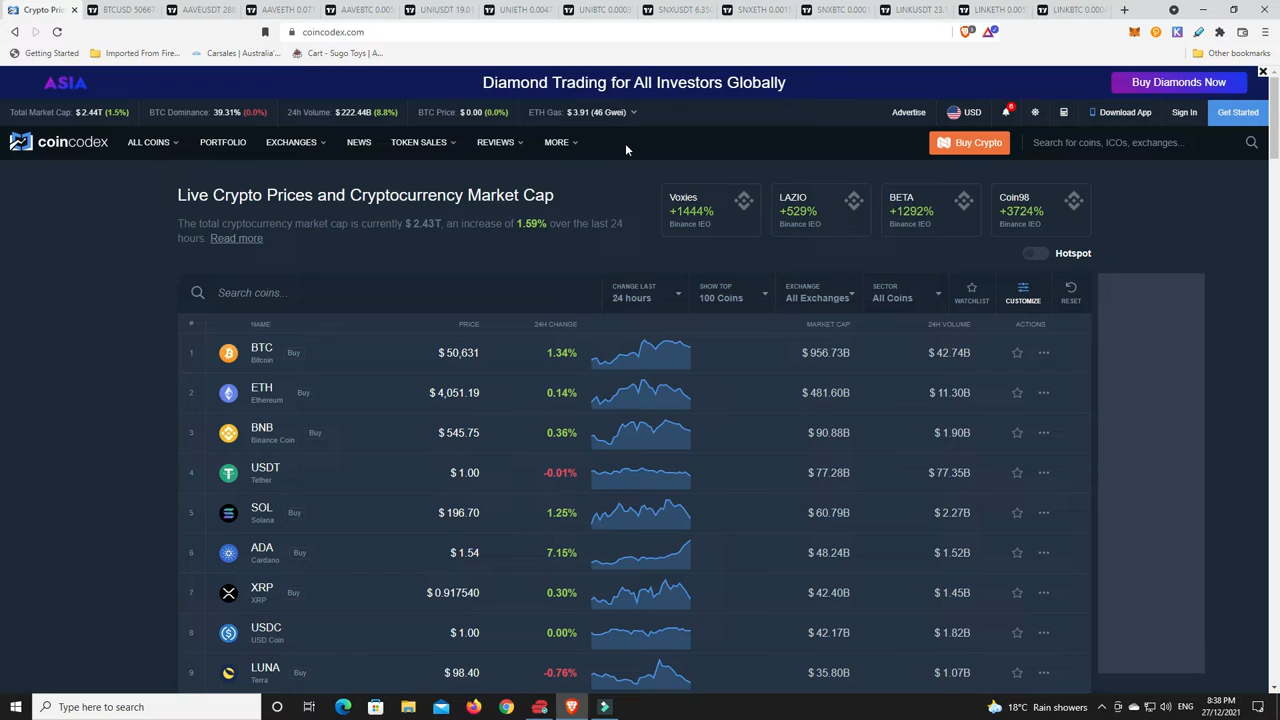 Crypto Pric
BTCUSD 5066
AAVEUSDT 288
AAVEETH 0.07
AAVEBTC 0.005
UNIUSDT 19.01
UNIETH 0.004
UNIBTC 0.0003
SNXUSDT 6.350
SNXETH 0.0015
SNXBTC 0.0001
LINKUSDT 23.1
LINKETH 0.005
LINKBTC 0.000
coincodex.com
Getting Started
Imported From Fire...
Carsales | Australia'...
Cart - Sugo Toys | A...
Other bookmarks
ASIA
Diamond Trading for All Investors Globally
Buy Diamonds Now
Total Market Cap: $ 2.44T (1.5%) BTC Dominance: 39.31% (0.0%) 24h Volume: $ 222.44B (8.8%) BTC Price: $ 0.00 (0.0%) ETH Gas: $ 3.91 (46 Gwei) Advertise USD 6 Download App Sign In Get Started
coincodex ALL COINS PORTFOLIO EXCHANGES NEWS TOKEN SALES REVIEWS MORE Buy Crypto Search for coins, ICOs, exchanges...
Live Crypto Prices and Cryptocurrency Market Cap
The total cryptocurrency market cap is currently $ 2.43T, an increase of 1.59% over the last 24
hours. Read more
Voxies
+1444%
Binance IEO
LAZIO
+529%
Binance IEO
BETA
+1292%
Binance IEO
Coin98
+3724%
Binance IEO
Hotspot
Search coins...
CHANGE LAST
24 hours
SHOW TOP
100 Coins
EXCHANGE
All Exchanges
SECTOR
All Coins
WATCHLIST
CUSTOMIZE
RESET
# NAME PRICE 24H CHANGE MARKET CAP 24H VOLUME ACTIONS
1 BTC Buy $ 50,631 1.34% $ 956.73B $ 42.74B
Bitcoin
2 ETH Buy $ 4,051.19 0.14% $ 481.60B $ 11.30B
Ethereum
3 BNB Buy $ 545.75 0.36% $ 90.88B $ 1.90B
Binance Coin
4 USDT $ 1.00 -0.01% $ 77.28B $ 77.35B
Tether
5 SOL Buy $ 196.70 1.25% $ 60.79B $ 2.27B
Solana
6 ADA Buy $ 1.54 7.15% $ 48.24B $ 1.52B
Cardano
7 XRP Buy $ 0.917540 0.30% $ 42.40B $ 1.45B
XRP
8 USDC $ 1.00 0.00% $ 42.17B $ 1.82B
USD Coin
9 LUNA Buy $ 98.40 -0.76% $ 35.80B $ 1.07B
Terra
Type here to search
18°C Rain showers
ENG
8:38 PM
27/12/2021